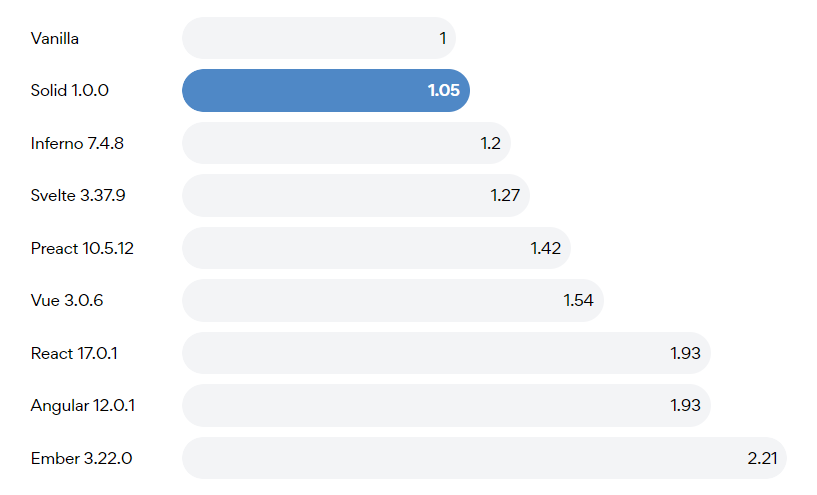 Vanilla 1
Solid 1.0.0 1.05
Inferno 7.4.8 1.2
Svelte 3.37.9 1.27
Preact 10.5.12 1.42
Vue 3.0.6 1.54
React 17.0.1 1.93
Angular 12.0.1 1.93
Ember 3.22.0 2.21